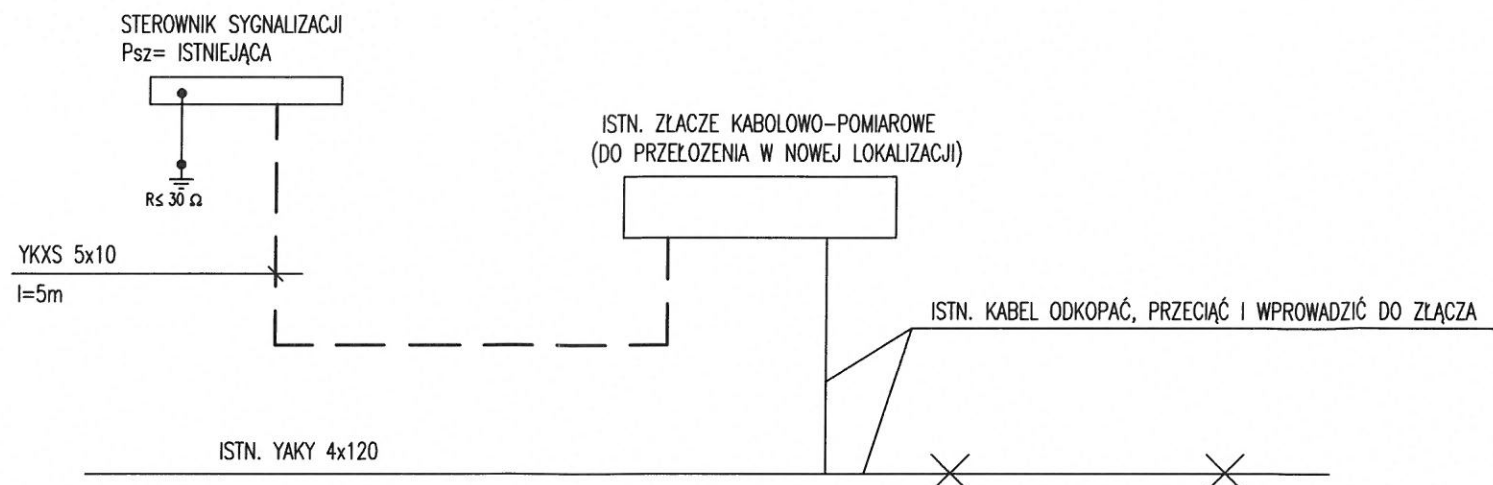 STEROWNIK SYGNALIZACJI
Psz= ISTNIEJĄCA
R≤ 30 Ω
ISTN. ZŁACZE KABOLOWO-POMIAROWE
(DO PRZEŁOZENIA W NOWEJ LOKALIZACJI)
YKXS 5x10
l=5m
ISTN. KABEL ODKOPAĆ, PRZECIĄĆ I WPROWADZIĆ DO ZŁĄCZA
ISTN. YAKY 4x120